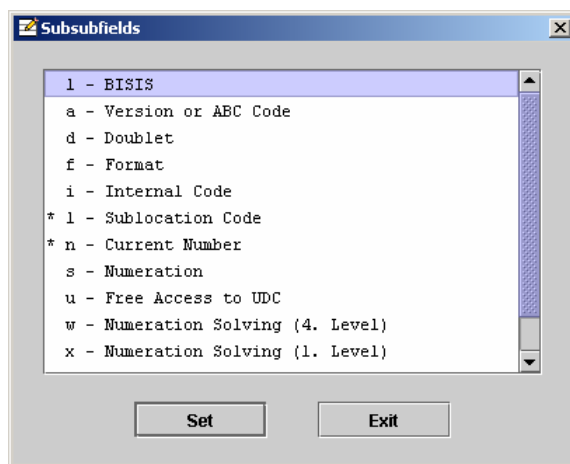 Subsubfields
1 - BISIS
a - Version or ABC Code
d - Doublet
f - Format
i - Internal Code
* l - Sublocation Code
* n - Current Number
s - Numeration
u - Free Access to UDC
w - Numeration Solving (4. Level)
x - Numeration Solving (1. Level)
Set Exit